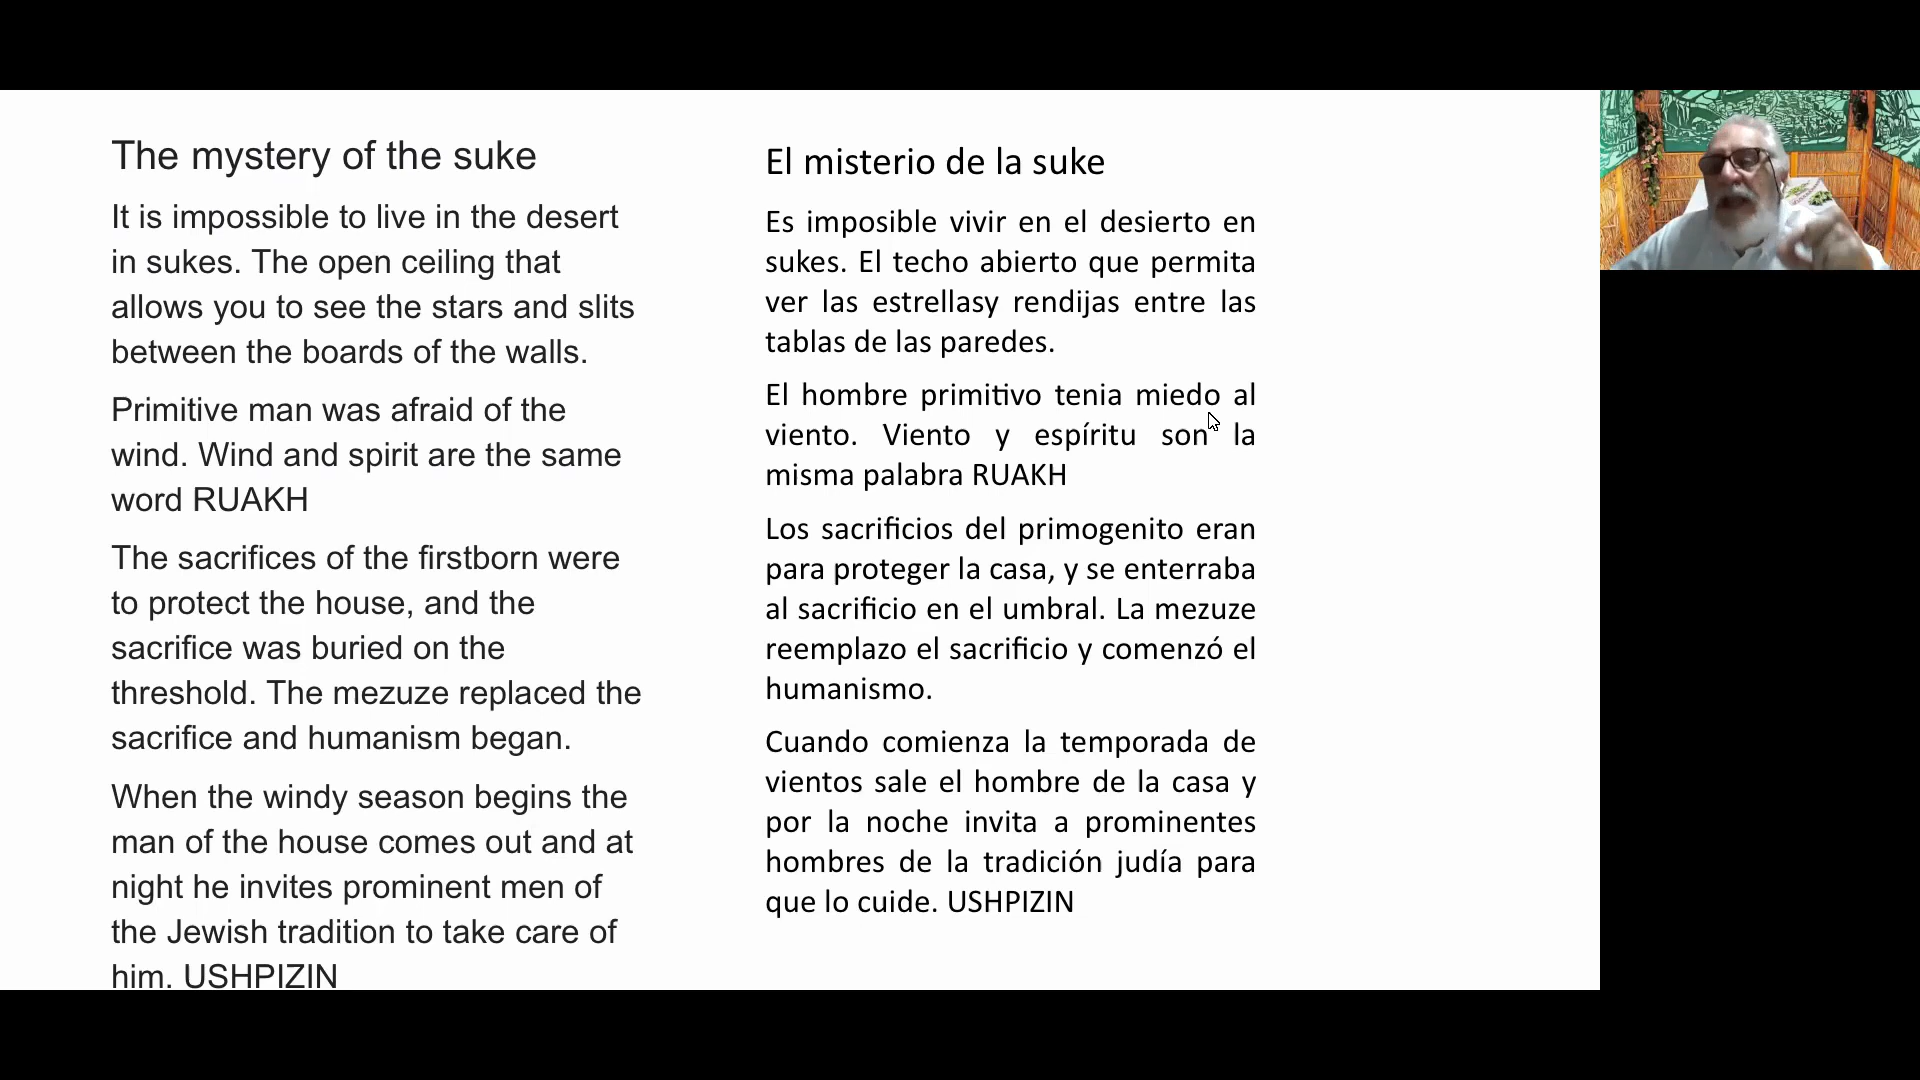 The mystery of the suke
It is impossible to live in the desert
in sukes. The open ceiling that
allows you to see the stars and slits
between the boards of the walls.
Primitive man was afraid of the
wind. Wind and spirit are the same
word RUAKH
The sacrifices of the firstborn were
to protect the house, and the
sacrifice was buried on the
threshold. The mezuze replaced the
sacrifice and humanism began.
When the windy season begins the
man of the house comes out and at
night he invites prominent men of
the Jewish tradition to take care of
him. USHPIZIN
El misterio de la suke
Es imposible vivir en el desierto en
sukes. El techo abierto que permita
ver las estrellasy rendijas entre las
tablas de las paredes.
El hombre primitivo tenia miedo al
viento. Viento y espíritu son la
misma palabra RUAKH
Los sacrificios del primogenito eran
para proteger la casa, y se enterraba
al sacrificio en el umbral. La mezuze
reemplazo el sacrificio y comenzó el
humanismo.
Cuando comienza la temporada de
vientos sale el hombre de la casa y
por la noche invita a prominentes
hombres de la tradición judía para
que lo cuide. USHPIZIN